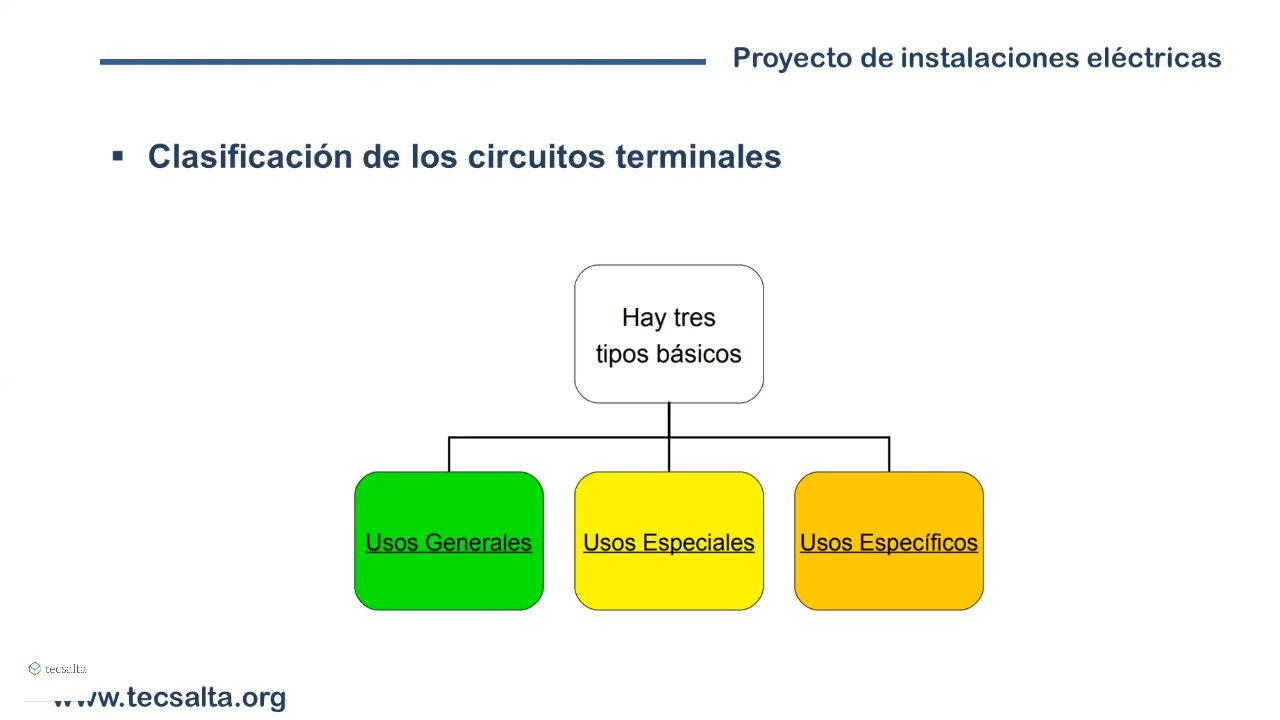 Proyecto de instalaciones eléctricas
▪ Clasificación de los circuitos terminales
Hay tres
tipos básicos
Usos Generales
Usos Especiales
Usos Específicos
tecsalta
www.tecsalta.org